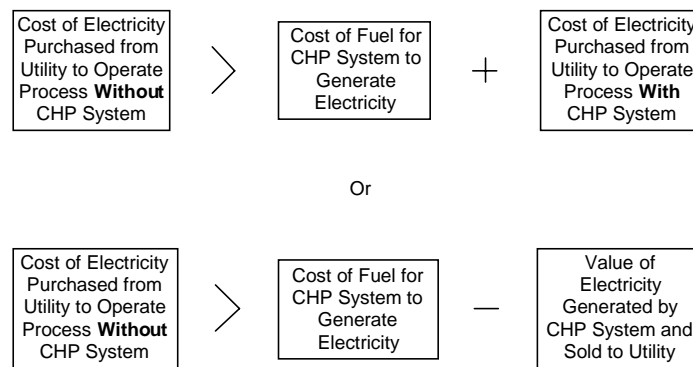 Cost of Electricity
Purchased from
Utility to Operate
Process Without
CHP System
>
Cost of Fuel for
CHP System to
Generate
Electricity
+
Cost of Electricity
Purchased from
Utility to Operate
Process With
CHP System
Or
Cost of Electricity
Purchased from
Utility to Operate
Process Without
CHP System
>
Cost of Fuel for
CHP System to
Generate
Electricity
−
Value of
Electricity
Generated by
CHP System and
Sold to Utility